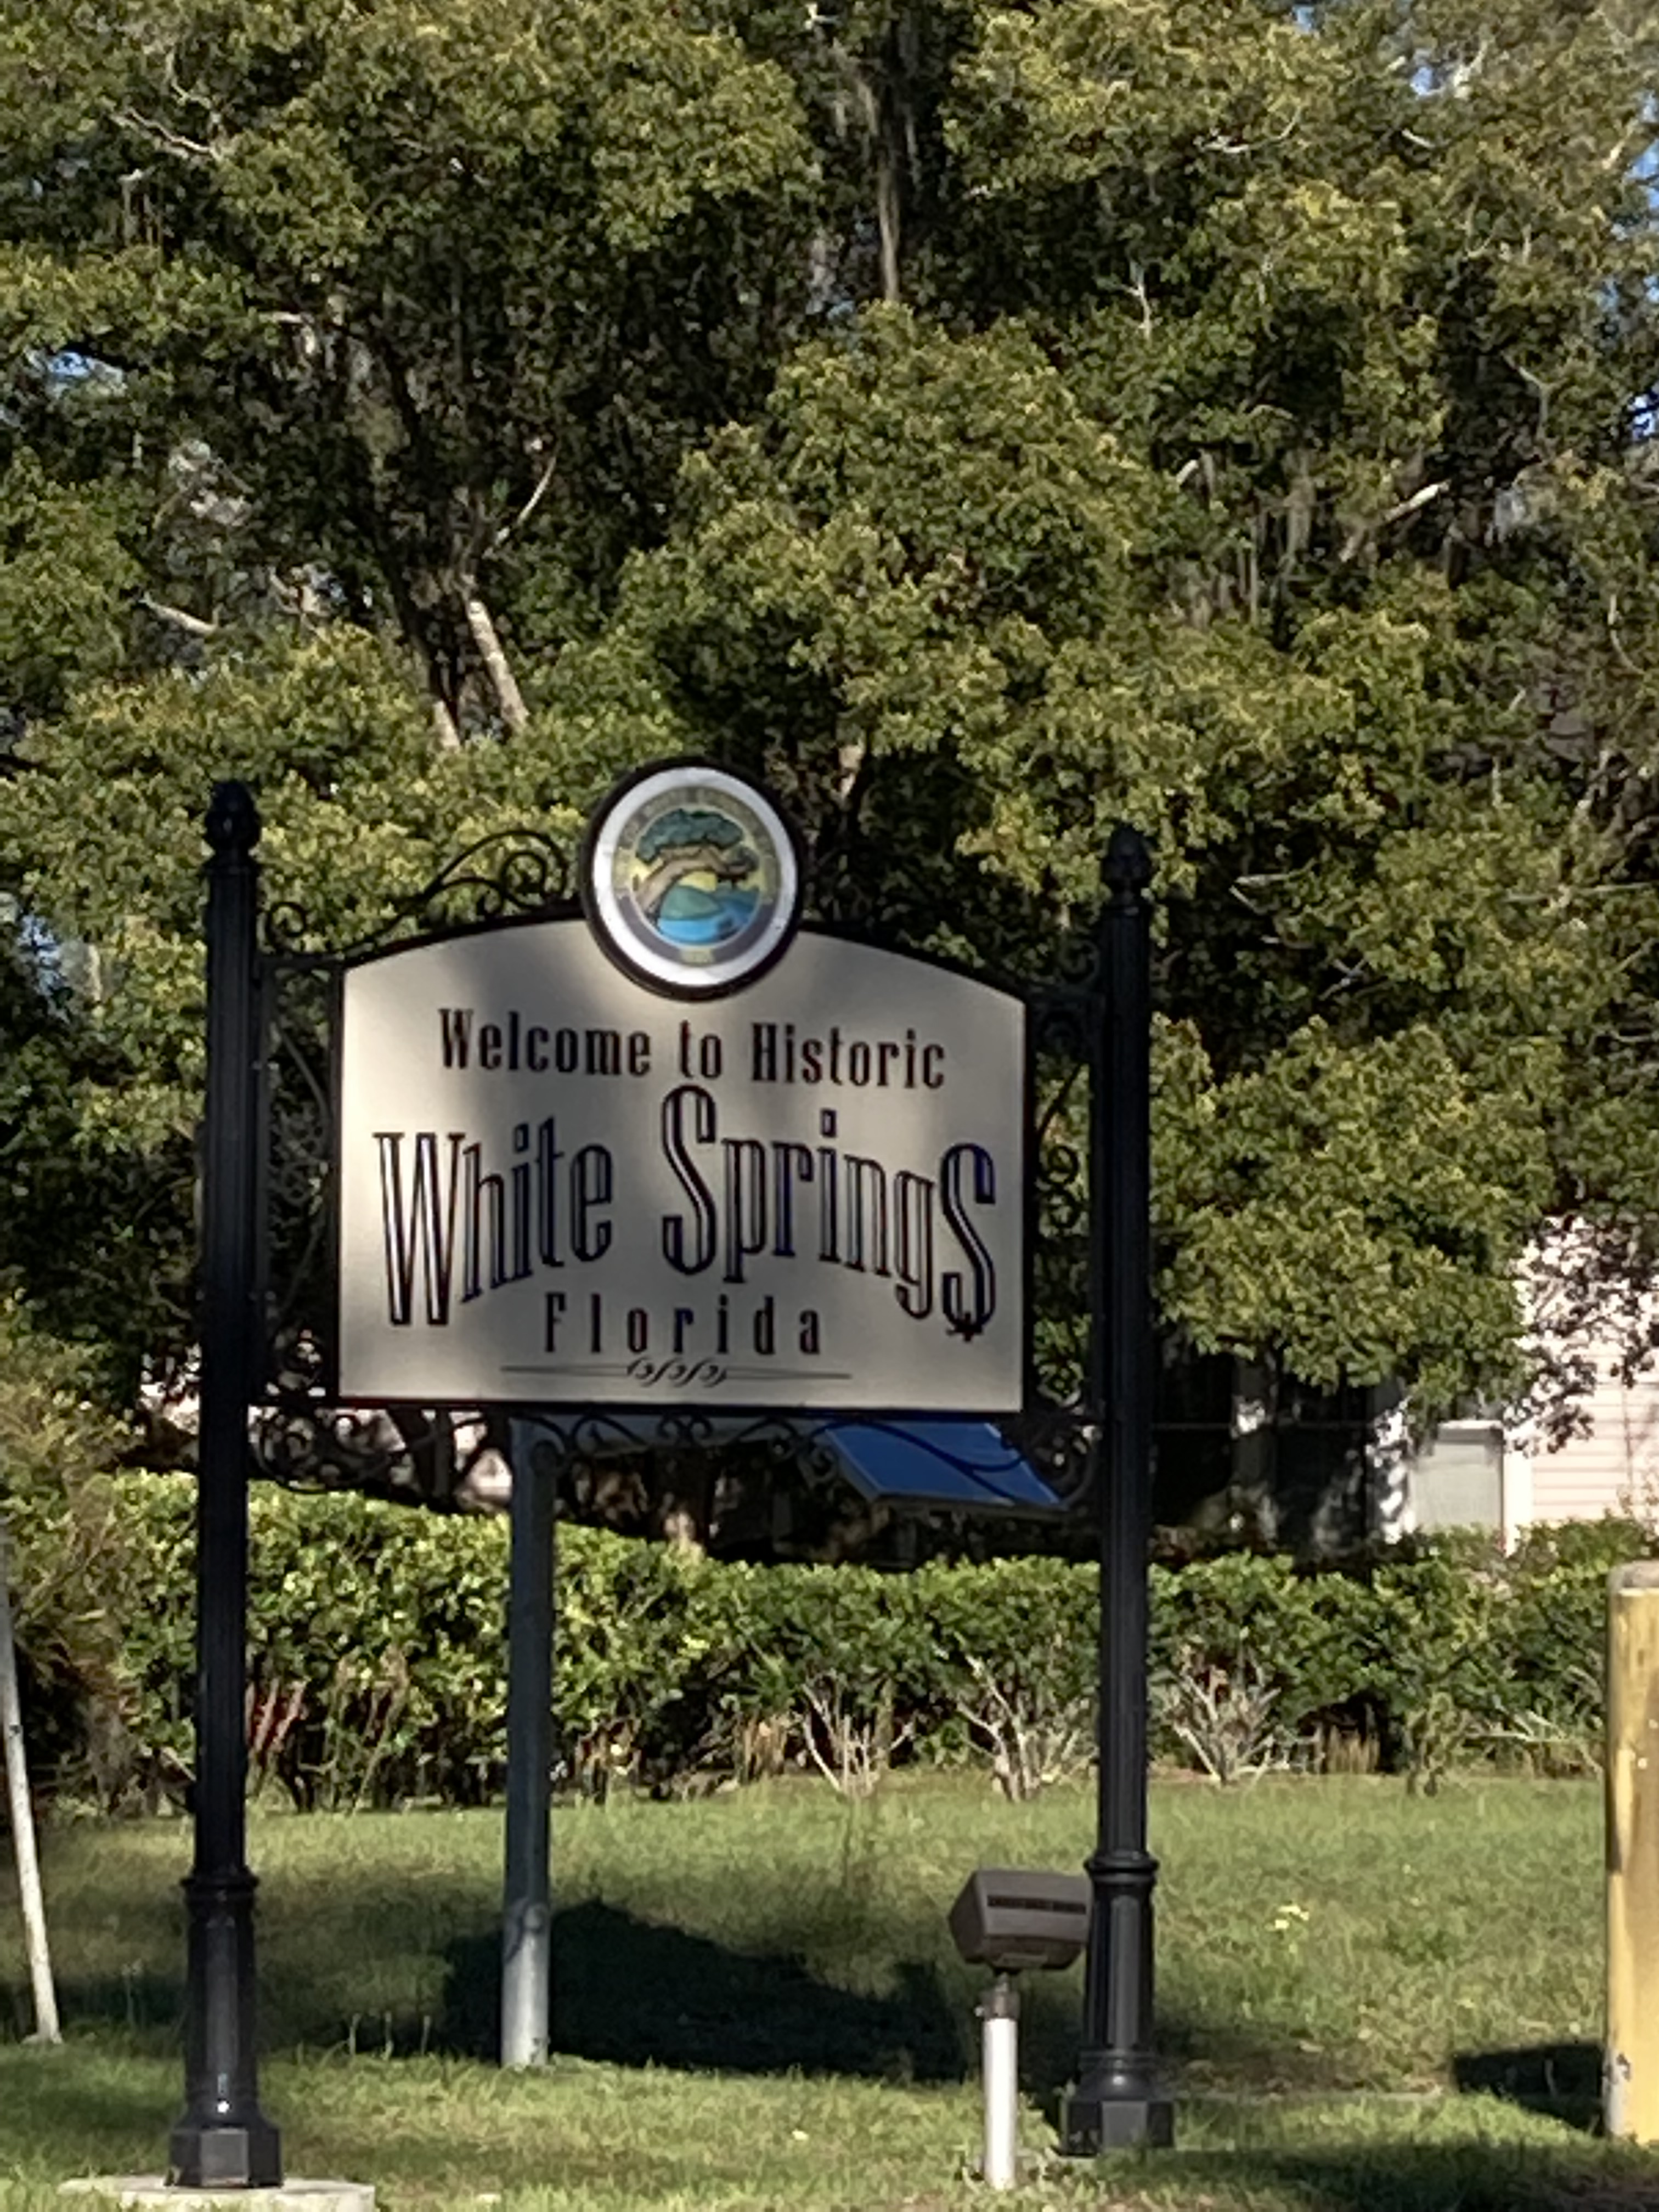 Welcome to Historic
White Springs
Florida